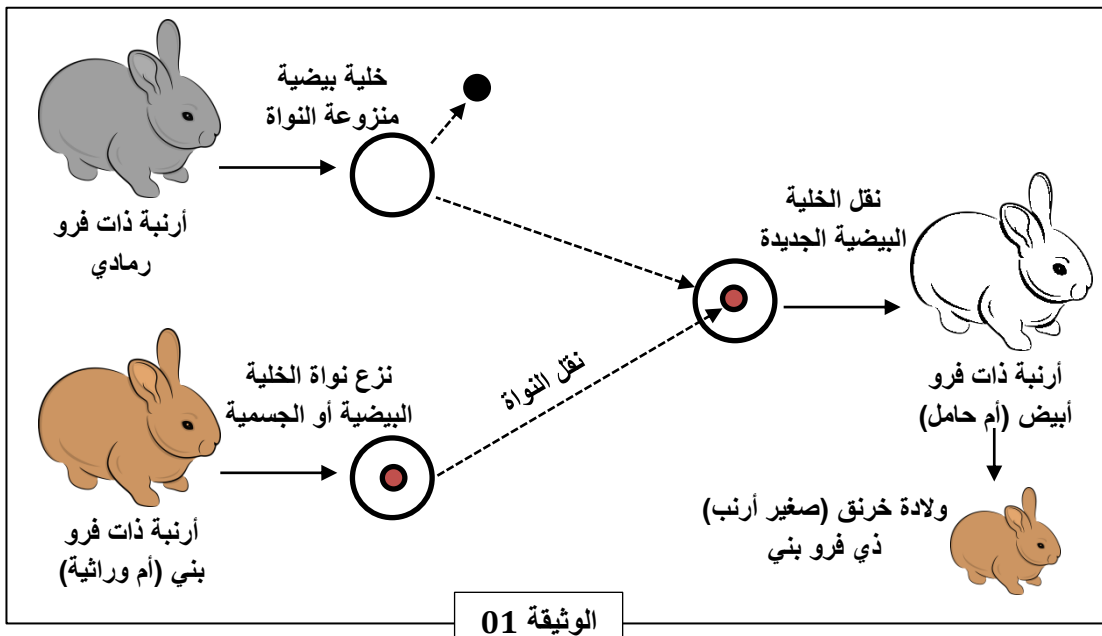 خلية بيضية
منزوعة النواة
أرنبة ذات فرو
رمادي
نزع نواة الخلية
البيضية أو الجسمية
أرنبة ذات فرو
بني (أم وراثية)
نقل النواة
نقل الخلية
البيضية الجديدة
أرنبة ذات فرو
أبيض (أم حامل)
ولادة خرنق (صغير أرنب)
ذي فرو بني
الوثيقة 01